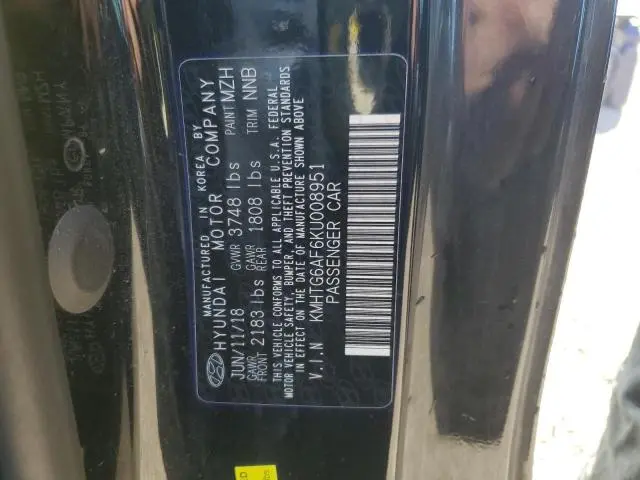 MANUFACTURED IN KOREA BY
HYUNDAI MOTOR COMPANY
JUN/11/18 GVWR 3748 lbs PAINT MZH
GAWR FRONT 2183 lbs GAWR REAR 1808 lbs TRIM NNB
THIS VEHICLE CONFORMS TO ALL APPLICABLE U.S.A. FEDERAL
MOTOR VEHICLE SAFETY, BUMPER, AND THEFT PREVENTION STANDARDS
IN EFFECT ON THE DATE OF MANUFACTURE SHOWN ABOVE
V.I.N KMHTG6AF6KU008951
PASSENGER CAR